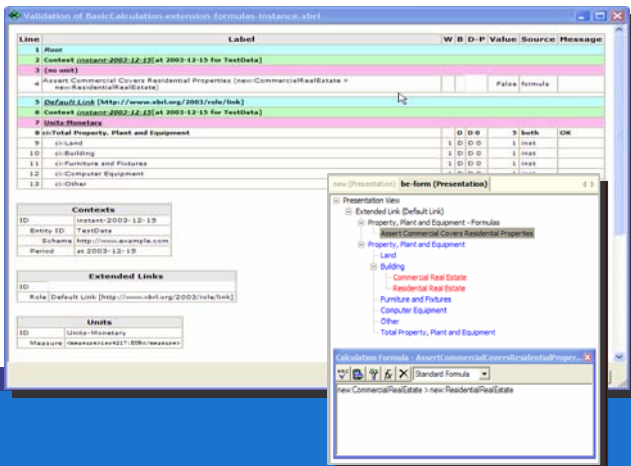 Validation of BasicCalculation-extension-formulas-instance.xbrl
Line Label W B D-P Value Source Message
1 Root
2 Context instant-2003-12-15[at 2003-12-15 for TestData]
3 (no unit)
4 Assert Commercial Covers Residential Properties (new:CommercialRealEstate > False formula
new:ResidentialRealEstate)
5 Default Link [http://www.xbrl.org/2003/role/link]
6 Context instant-2003-12-15[at 2003-12-15 for TestData]
7 Units-Monetary
8 ci:Total Property, Plant and Equipment D D 0 5 both OK
9 ci:Land 1 D D 0 1 inst
10 ci:Building 1 D D 0 1 inst
11 ci:Furniture and Fixtures 1 D D 0 1 inst
12 ci:Computer Equipment 1 D D 0 1 inst
13 ci:Other 1 D D 0 1 inst
Contexts
ID instant-2003-12-15
Entity ID TestData
Scheme http://www.example.com
Period at 2003-12-15
Extended Links
ID
Role Default Link [http://www.xbrl.org/2003/role/link]
Units
ID Units-Monetary
Measure
new (Presentation) be-form (Presentation)
Presentation View
Extended Link (Default Link)
Property, Plant and Equipment - Formulas
Assert Commercial Covers Residential Properties
Property, Plant and Equipment
Land
Building
Commercial Real Estate
Residential Real Estate
Furniture and Fixtures
Computer Equipment
Other
Total Property, Plant and Equipment
Calculation Formula - AssertCommercialCoversResidentialProper...
Standard Formula
new:CommercialRealEstate > new:ResidentialRealEstate